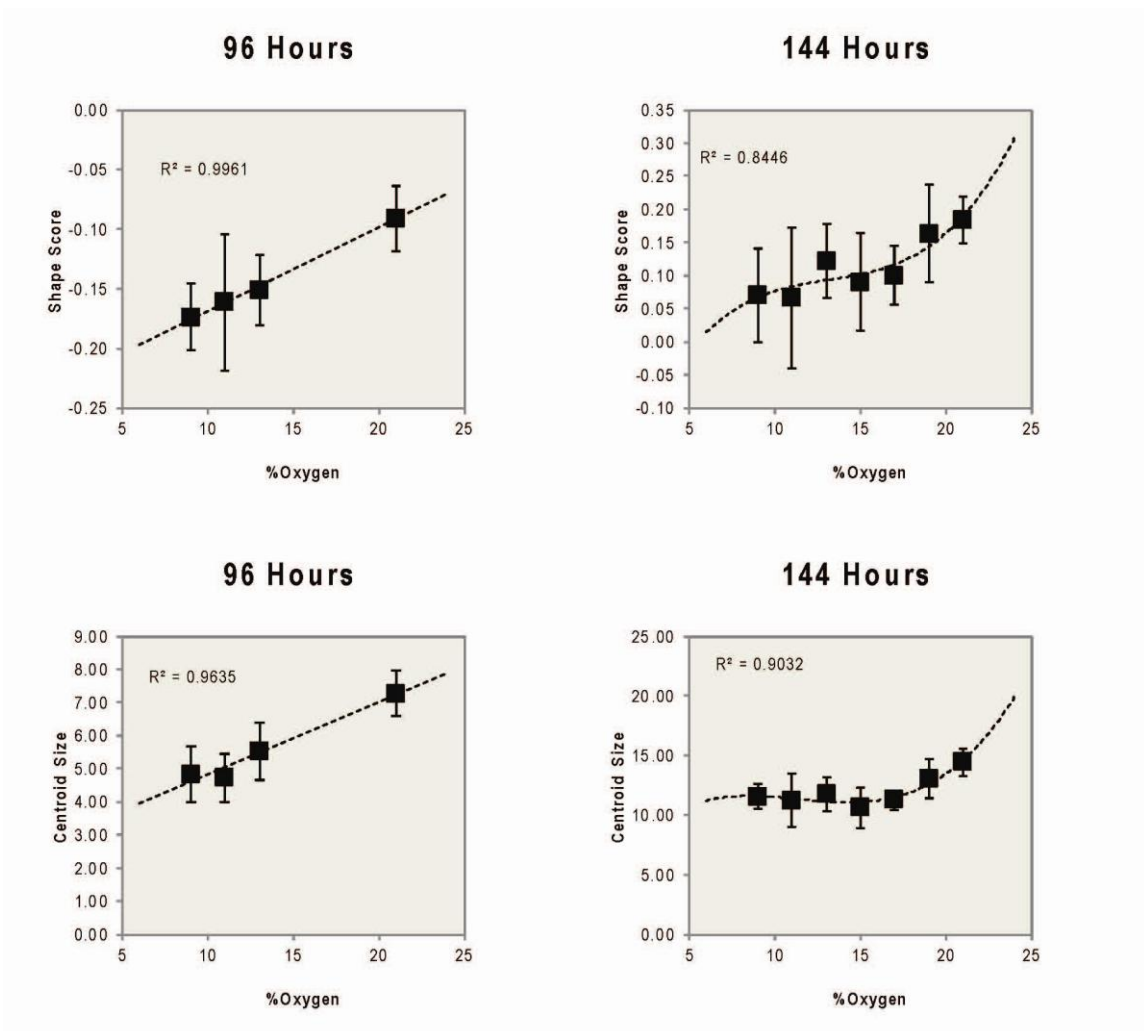 96 Hours
0.00
-0.05
-0.10
-0.15
-0.20
-0.25
Shape Score
R² = 0.9961
5 10 15 20 25
%Oxygen
144 Hours
0.35
0.30
0.25
0.20
0.15
0.10
0.05
0.00
-0.05
-0.10
Shape Score
R² = 0.8446
5 10 15 20 25
%Oxygen
96 Hours
9.00
8.00
7.00
6.00
5.00
4.00
3.00
2.00
1.00
0.00
Centroid Size
R² = 0.9635
5 10 15 20 25
%Oxygen
144 Hours
25.00
20.00
15.00
10.00
5.00
0.00
Centroid Size
R² = 0.9032
5 10 15 20 25
%Oxygen